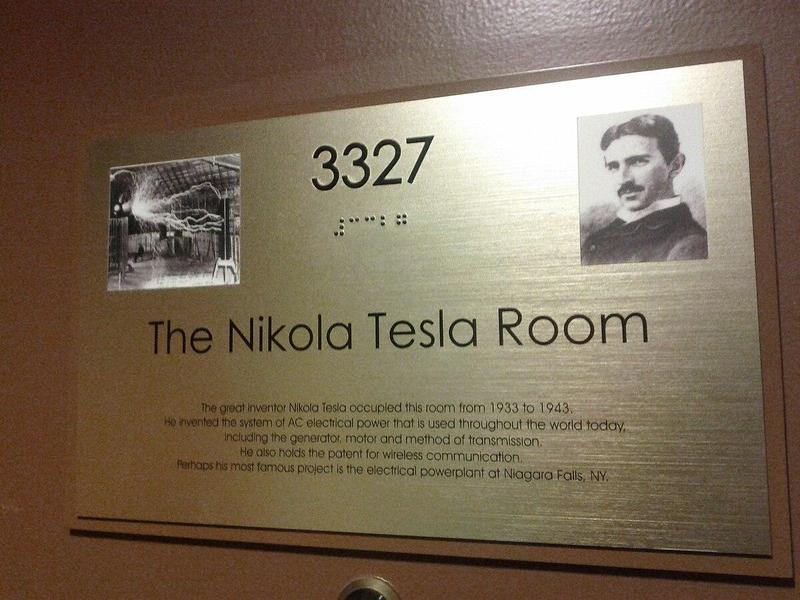 3327
⠼⠉⠉⠃⠛
The Nikola Tesla Room
The great inventor Nikola Tesla occupied this room from 1933 to 1943.
He invented the system of AC electrical power that is used throughout the world today,
including the generator, motor and method of transmission.
He also holds the patent for wireless communication.
Perhaps his most famous project is the electrical powerplant at Niagara Falls, NY.